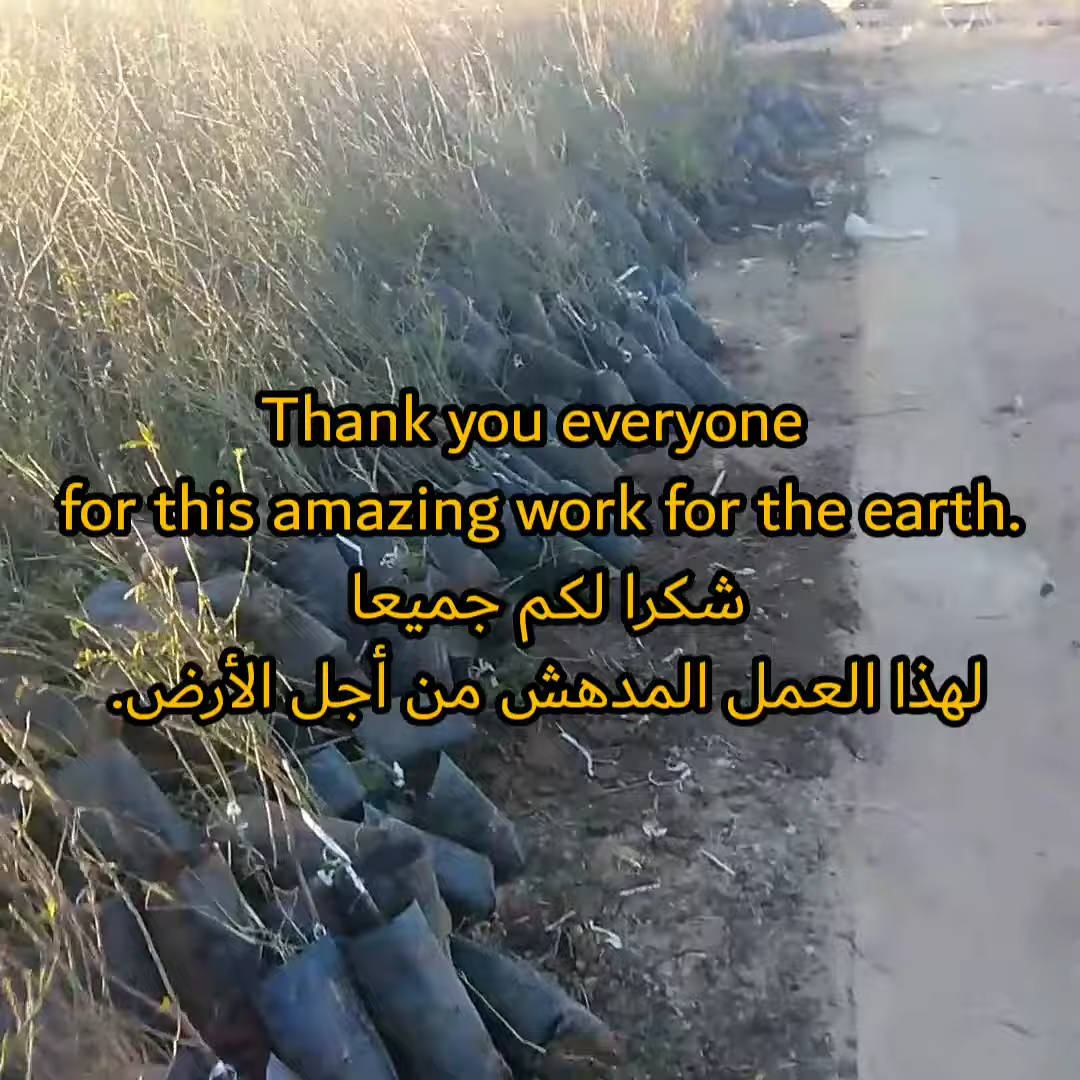 Thank you everyone
for this amazing work for the earth.
شكرا لكم جميعا
لهذا العمل المدهش من أجل الأرض.